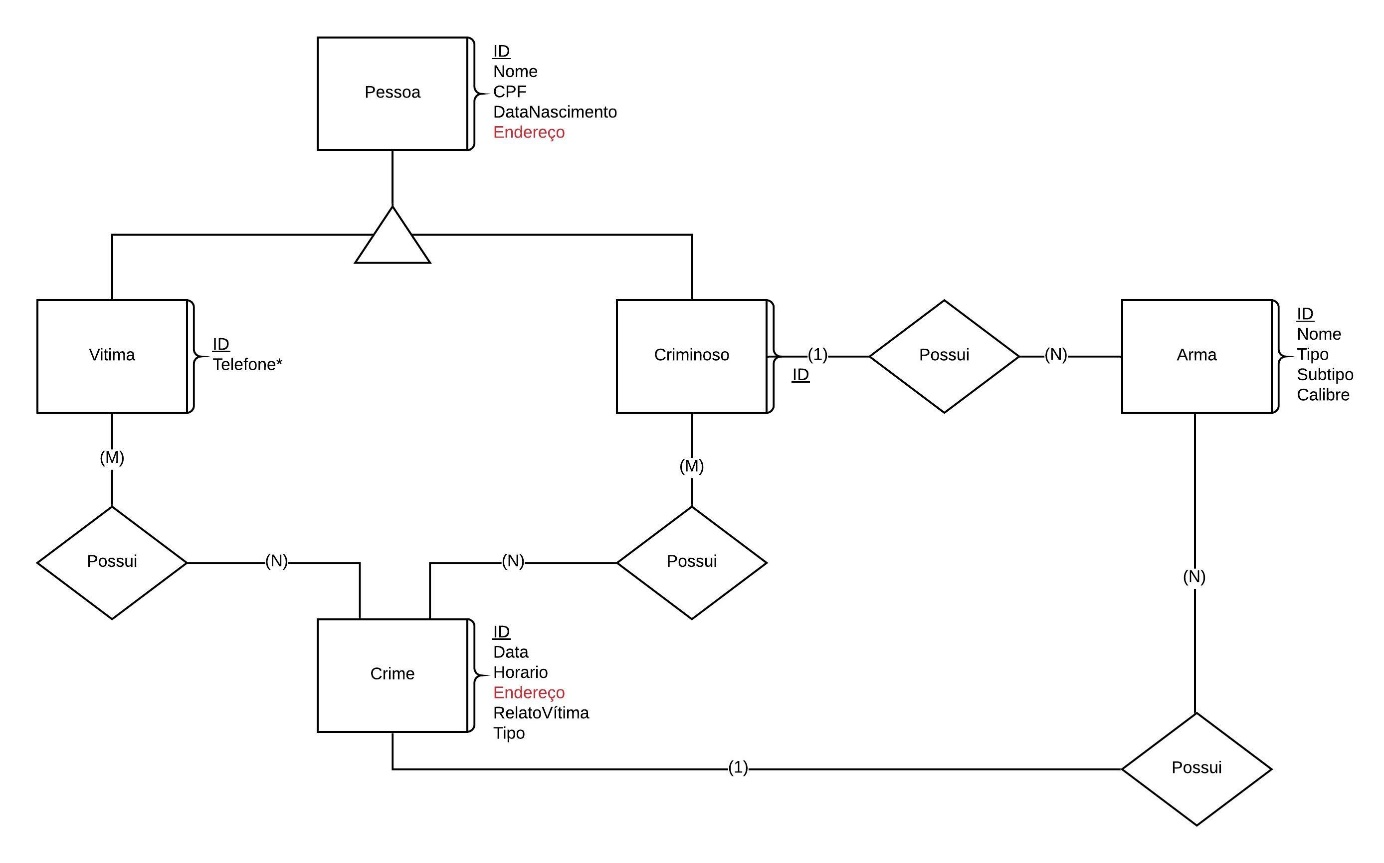 Pessoa
ID
Nome
CPF
DataNascimento
Endereço
Vitima
ID
Telefone*
Criminoso
(1)
ID
Possui
(N)
Arma
ID
Nome
Tipo
Subtipo
Calibre
(M)
(M)
Possui
(N)
(N)
Possui
(N)
Crime
ID
Data
Horario
Endereço
RelatoVítima
Tipo
(1)
Possui